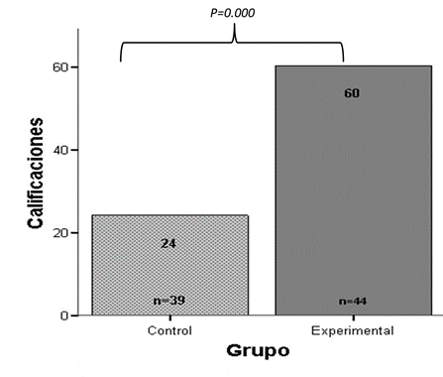 P=0.000
Calificaciones
60
40
20
0
60
24
n=39
n=44
Control
Experimental
Grupo